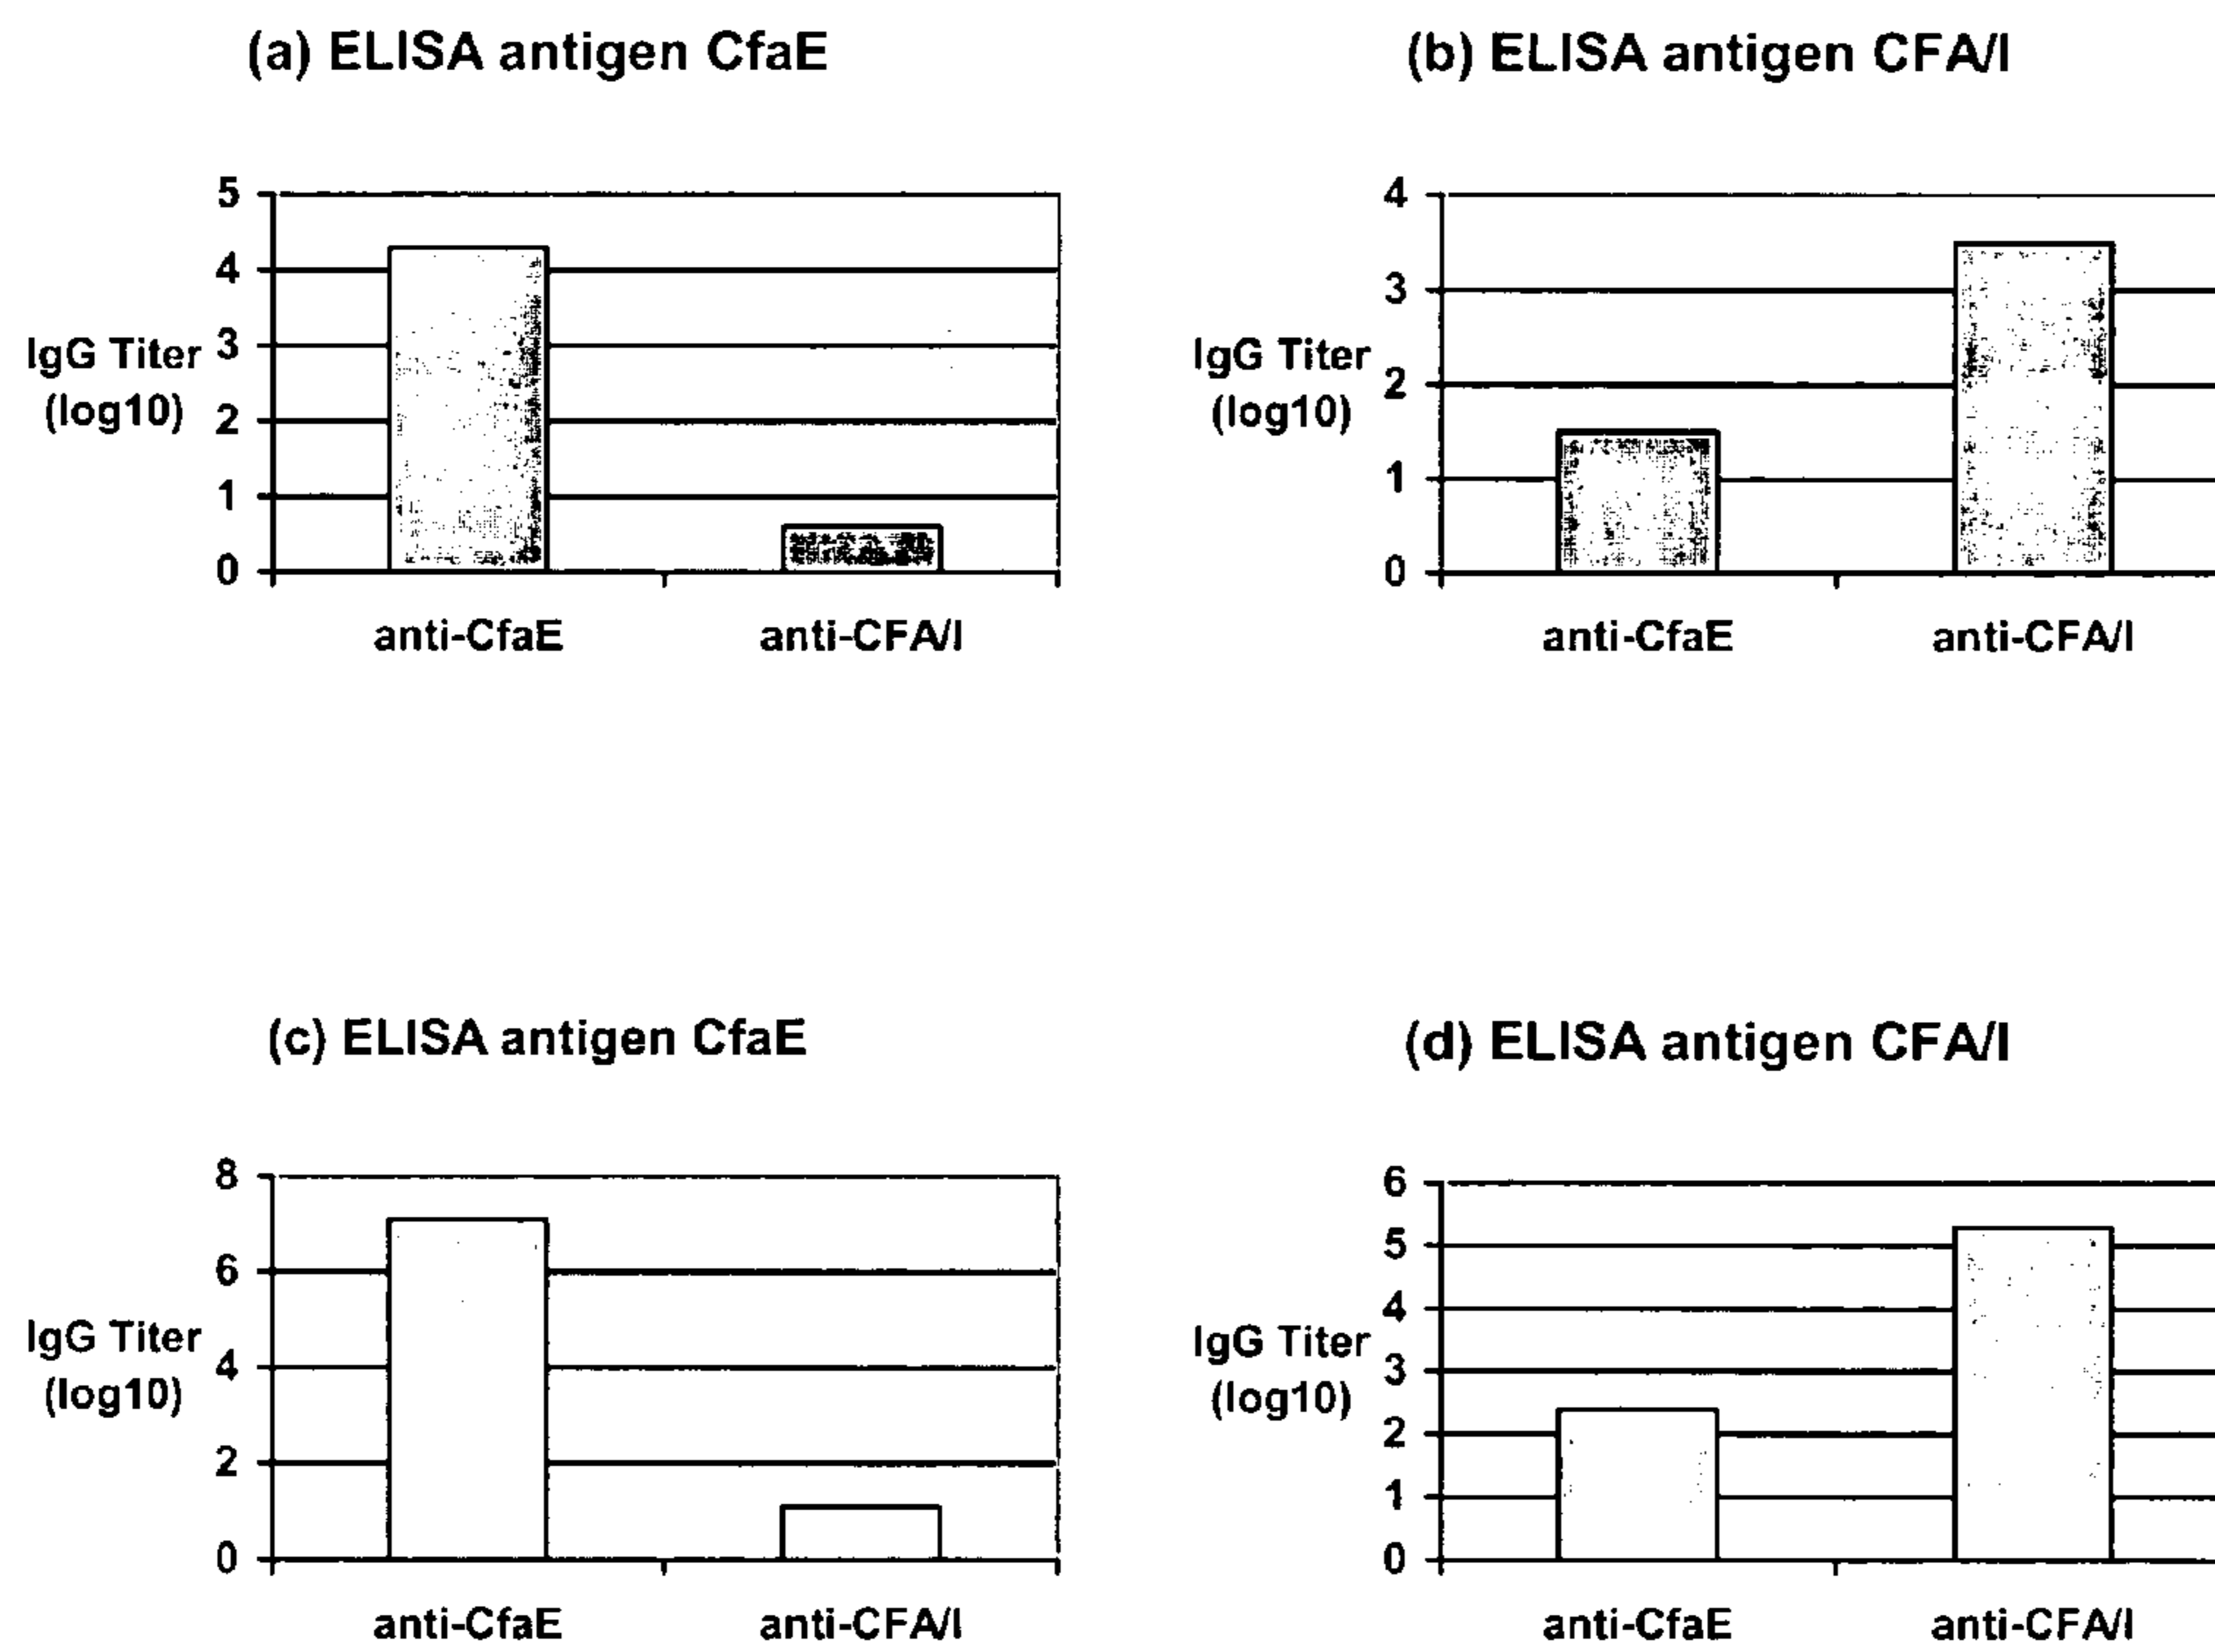 (a) ELISA antigen CfaE
5
4
IgG Titer 3
(log10) 2
1
0
anti-CfaE anti-CFA/I
(b) ELISA antigen CFA/I
4
3
IgG Titer
2
(log10)
1
0
anti-CfaE anti-CFA/I
(c) ELISA antigen CfaE
8
6
IgG Titer
4
(log10)
2
0
anti-CfaE anti-CFA/I
(d) ELISA antigen CFA/I
6
5
4
IgG Titer
3
(log10)
2
1
0
anti-CfaE anti-CFA/I